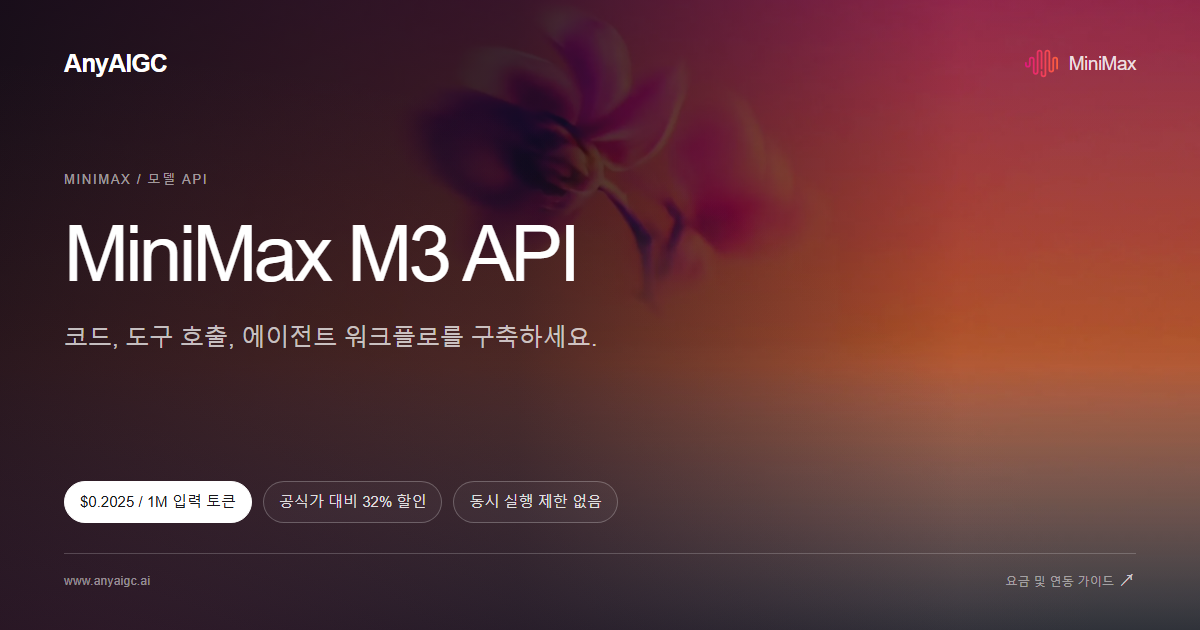 AnyAIGC
MiniMax
MINIMAX / 모델 API
MiniMax M3 API
코드, 도구 호출, 에이전트 워크플로를 구축하세요.
$0.2025 / 1M 입력 토큰
공식가 대비 32% 할인
동시 실행 제한 없음
www.anyaigc.ai
요금 및 연동 가이드 ↗